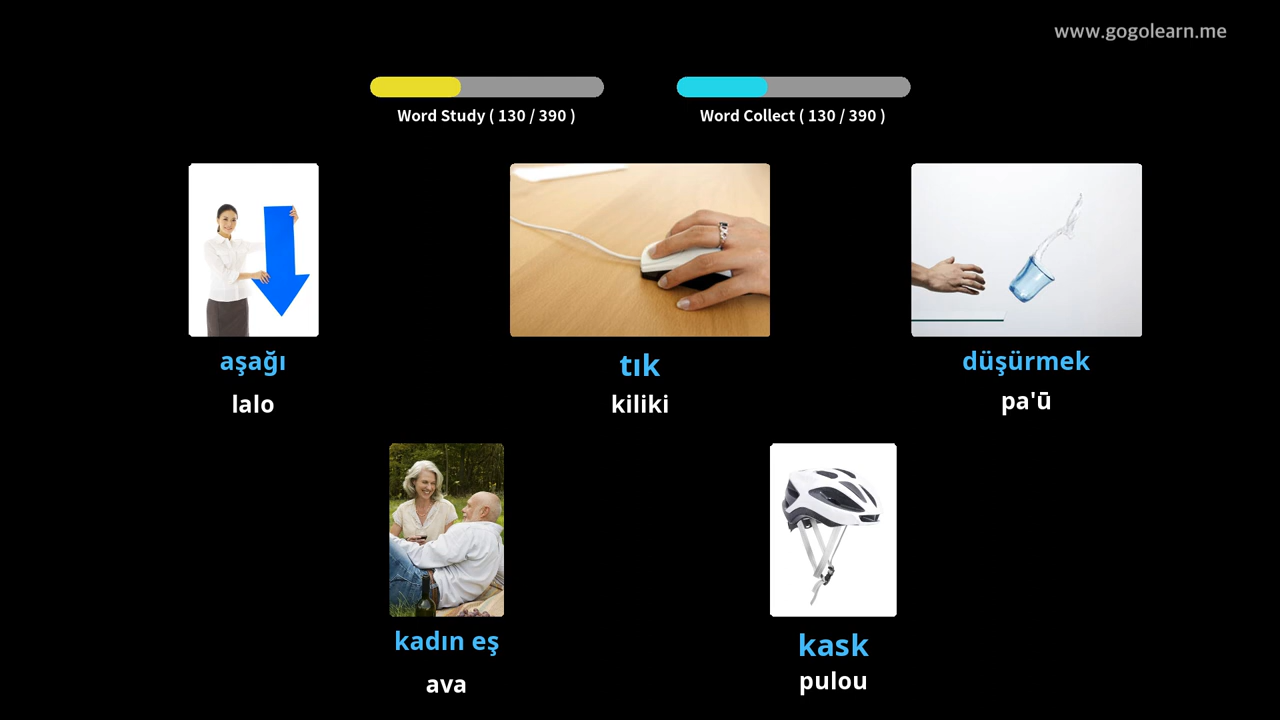 www.gogolearn.me
Word Study ( 130 / 390 )
Word Collect ( 130 / 390 )
aşağı
lalo
tık
kiliki
düşürmek
pa'ū
kadın eş
ava
kask
pulou